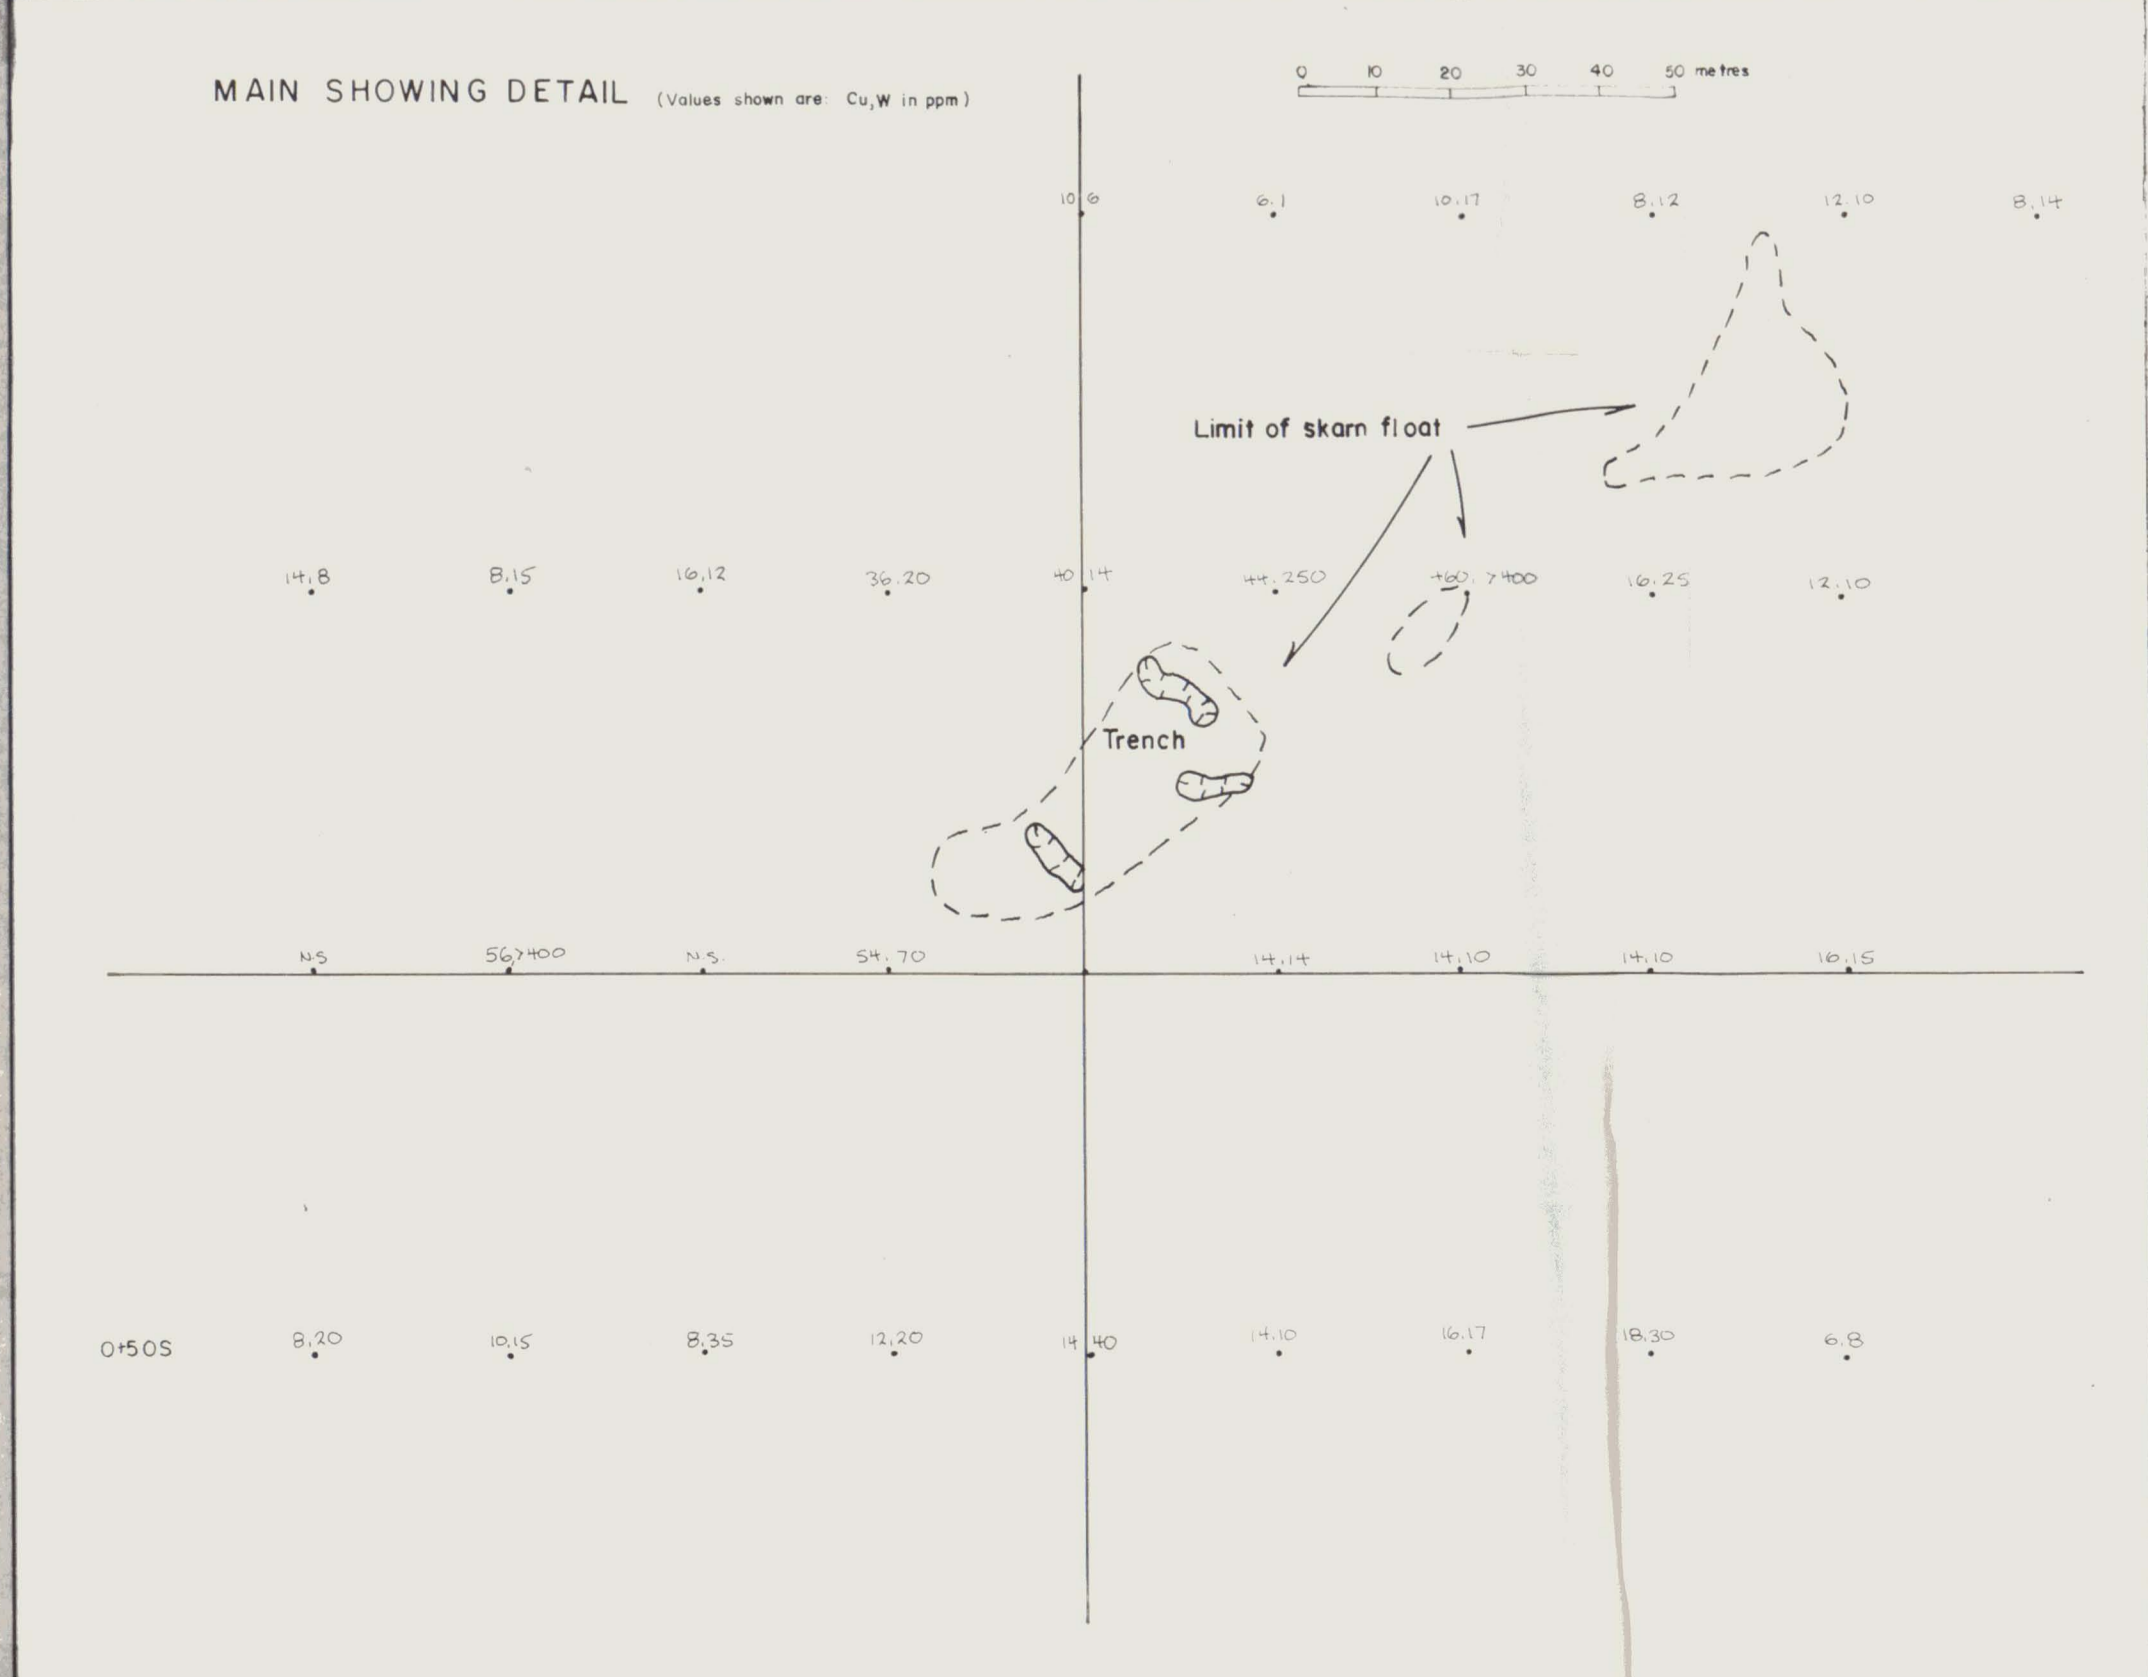 MAIN SHOWING DETAIL (Values shown are: Cu,W in ppm)
0 10 20 30 40 50 metres
10 6 6.1 10.17 8.12 12.10 8.14
Limit of skarn float
14.8 8.15 16.12 36.20 40 14 44.250 +60. >400 16.25 12.10
Trench
N.S 56,>400 N.S. 54.70 14.14 14.10 14.10 16.15
0+50S 8.20 10.15 8.35 12.20 14 40 14.10 16.17 18.30 6.8